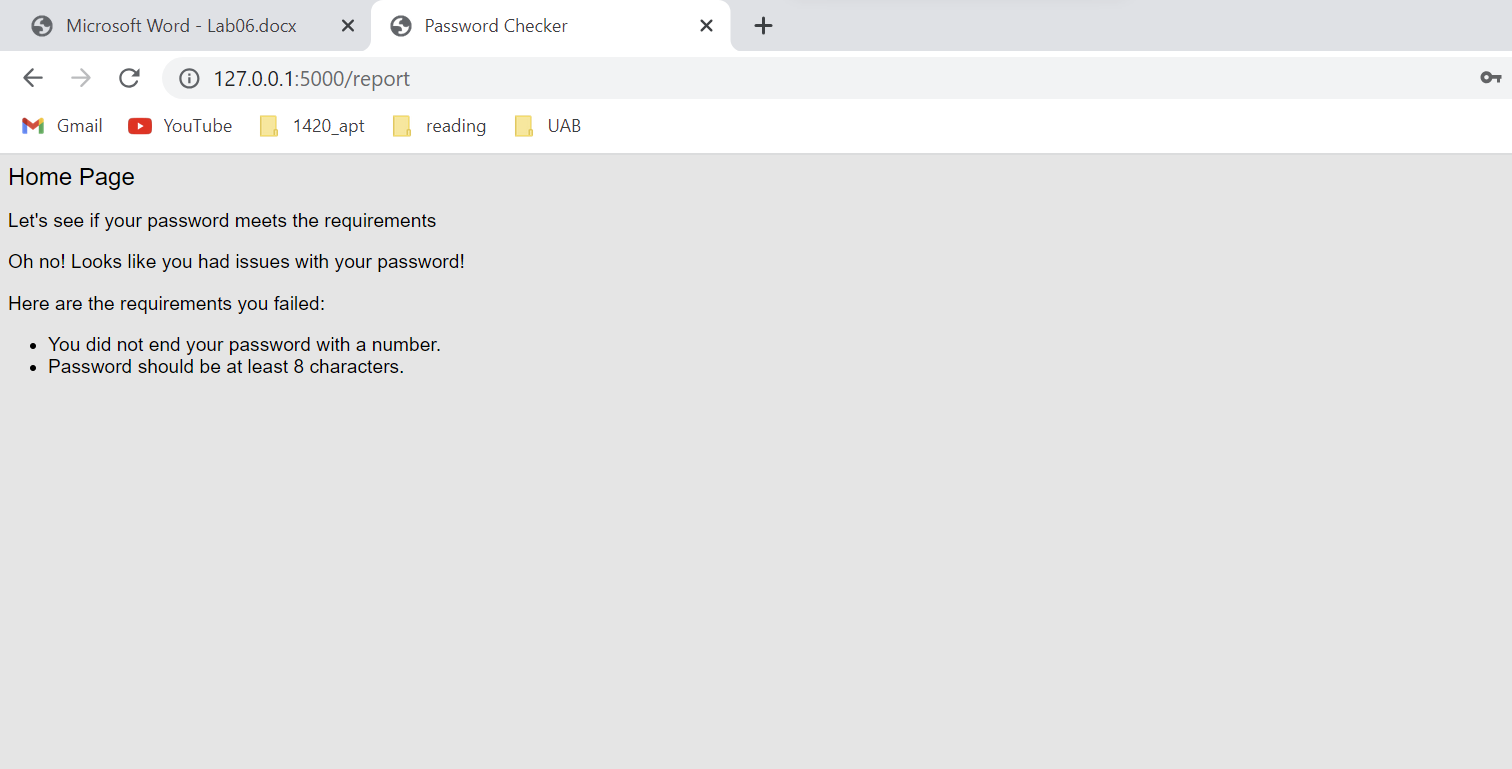 Microsoft Word - Lab06.docx Password Checker
127.0.0.1:5000/report
Gmail YouTube 1420_apt reading UAB
Home Page
Let's see if your password meets the requirements
Oh no! Looks like you had issues with your password!
Here are the requirements you failed:
• You did not end your password with a number.
• Password should be at least 8 characters.